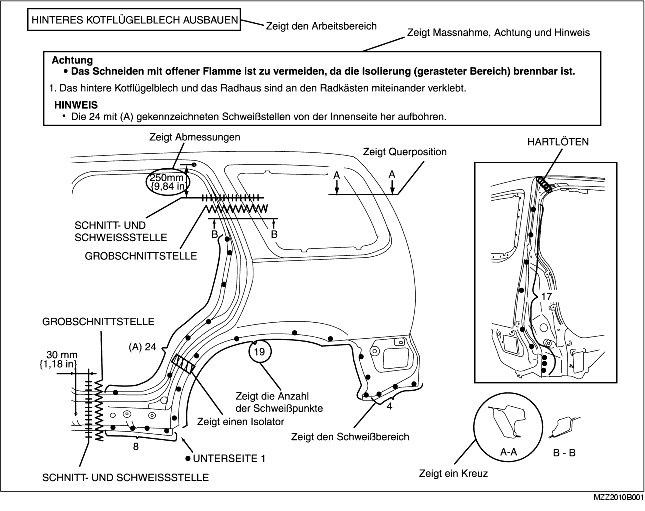 HINTERES KOTFLÜGELBLECH AUSBAUEN
Zeigt den Arbeitsbereich
Zeigt Massnahme, Achtung und Hinweis
Achtung
• Das Schneiden mit offener Flamme ist zu vermeiden, da die Isolierung (gerasteter Bereich) brennbar ist.
1. Das hintere Kotflügelblech und das Radhaus sind an den Radkästen miteinander verklebt.
HINWEIS
• Die 24 mit (A) gekennzeichneten Schweißstellen von der Innenseite her aufbohren.
Zeigt Abmessungen
Zeigt Querposition
HARTLÖTEN
250mm
{9,84 in
A A
SCHNITT- UND
SCHWEISSSTELLE
B B
GROBSCHNITTSTELLE
17
GROBSCHNITTSTELLE
30 mm
{1,18 in}
(A) 24
19
Zeigt die Anzahl
der Schweißpunkte
4
Zeigt einen Isolator
Zeigt den Schweißbereich
8
UNTERSEITE 1
A-A
B - B
Zeigt ein Kreuz
SCHNITT- UND SCHWEISSSTELLE
MZZ2010B001